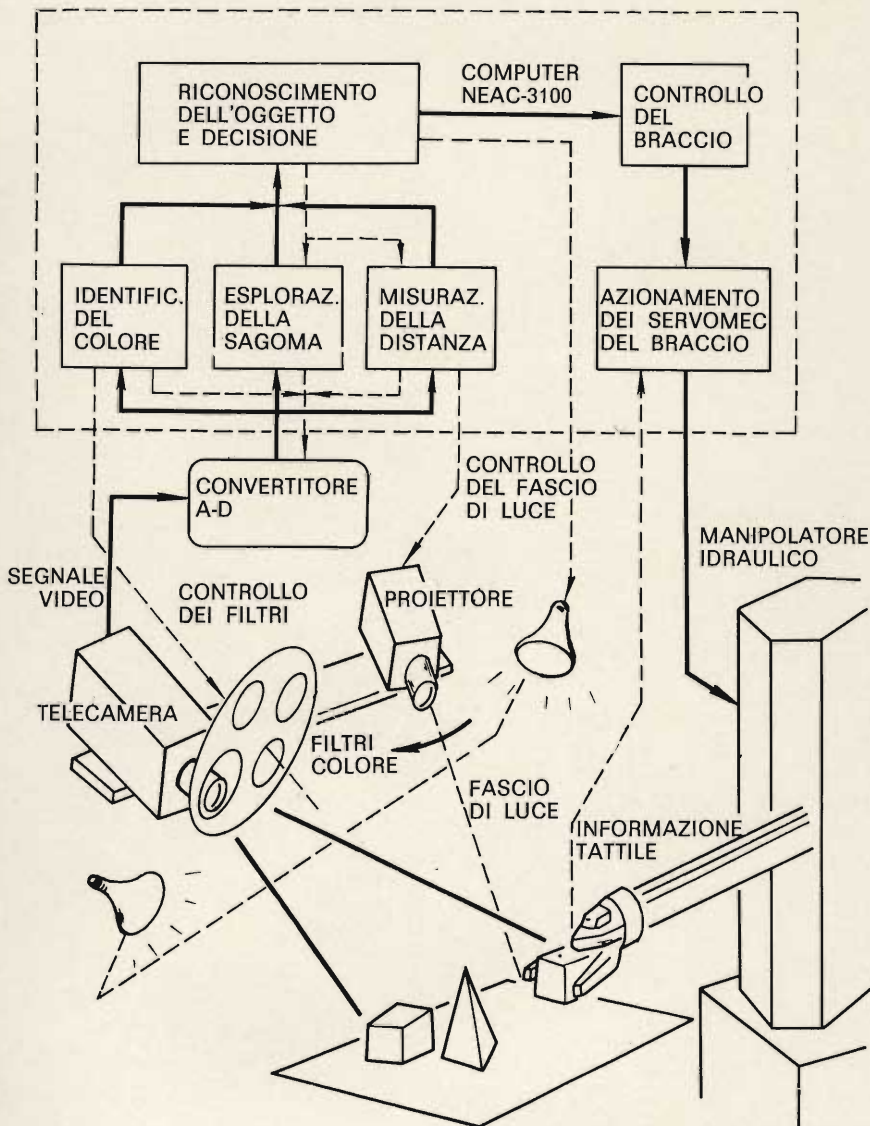 RICONOSCIMENTO
DELL'OGGETTO
E DECISIONE
COMPUTER
NEAC-3100
CONTROLLO
DEL
BRACCIO
IDENTIFIC.
DEL
COLORE
ESPLORAZ.
DELLA
SAGOMA
MISURAZ.
DELLA
DISTANZA
AZIONAMENTO
DEI SERVOMEC
DEL BRACCIO
CONVERTITORE
A-D
CONTROLLO
DEL FASCIO
DI LUCE
MANIPOLATORE
IDRAULICO
SEGNALE
VIDEO
CONTROLLO
DEI FILTRI
PROIETTORE
TELECAMERA
FILTRI
COLORE
FASCIO
DI LUCE
INFORMAZIONE
TATTILE